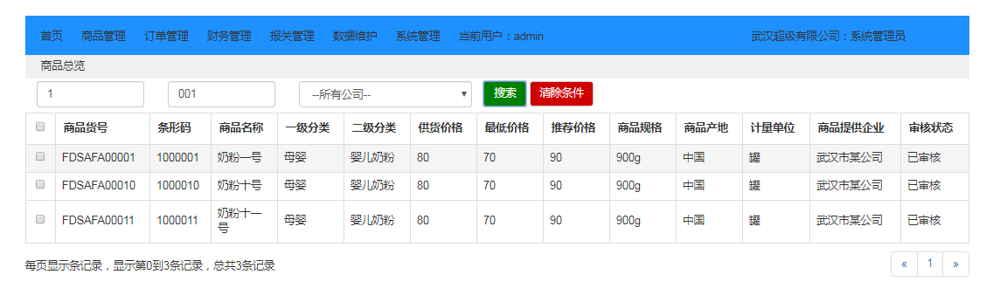 首页 商品管理 订单管理 财务管理 报关管理 数据维护 系统管理 当前用户：admin 武汉超级有限公司：系统管理员
商品总览
1 001 --所有公司-- 搜索 清除条件
商品货号 条形码 商品名称 一级分类 二级分类 供货价格 最低价格 推荐价格 商品规格 商品产地 计量单位 商品提供企业 审核状态
FDSAFA00001 1000001 奶粉一号 母婴 婴儿奶粉 80 70 90 900g 中国 罐 武汉市某公司 已审核
FDSAFA00010 1000010 奶粉十号 母婴 婴儿奶粉 80 70 90 900g 中国 罐 武汉市某公司 已审核
FDSAFA00011 1000011 奶粉十一号 母婴 婴儿奶粉 80 70 90 900g 中国 罐 武汉市某公司 已审核
每页显示条记录，显示第0到3条记录，总共3条记录 « 1 »